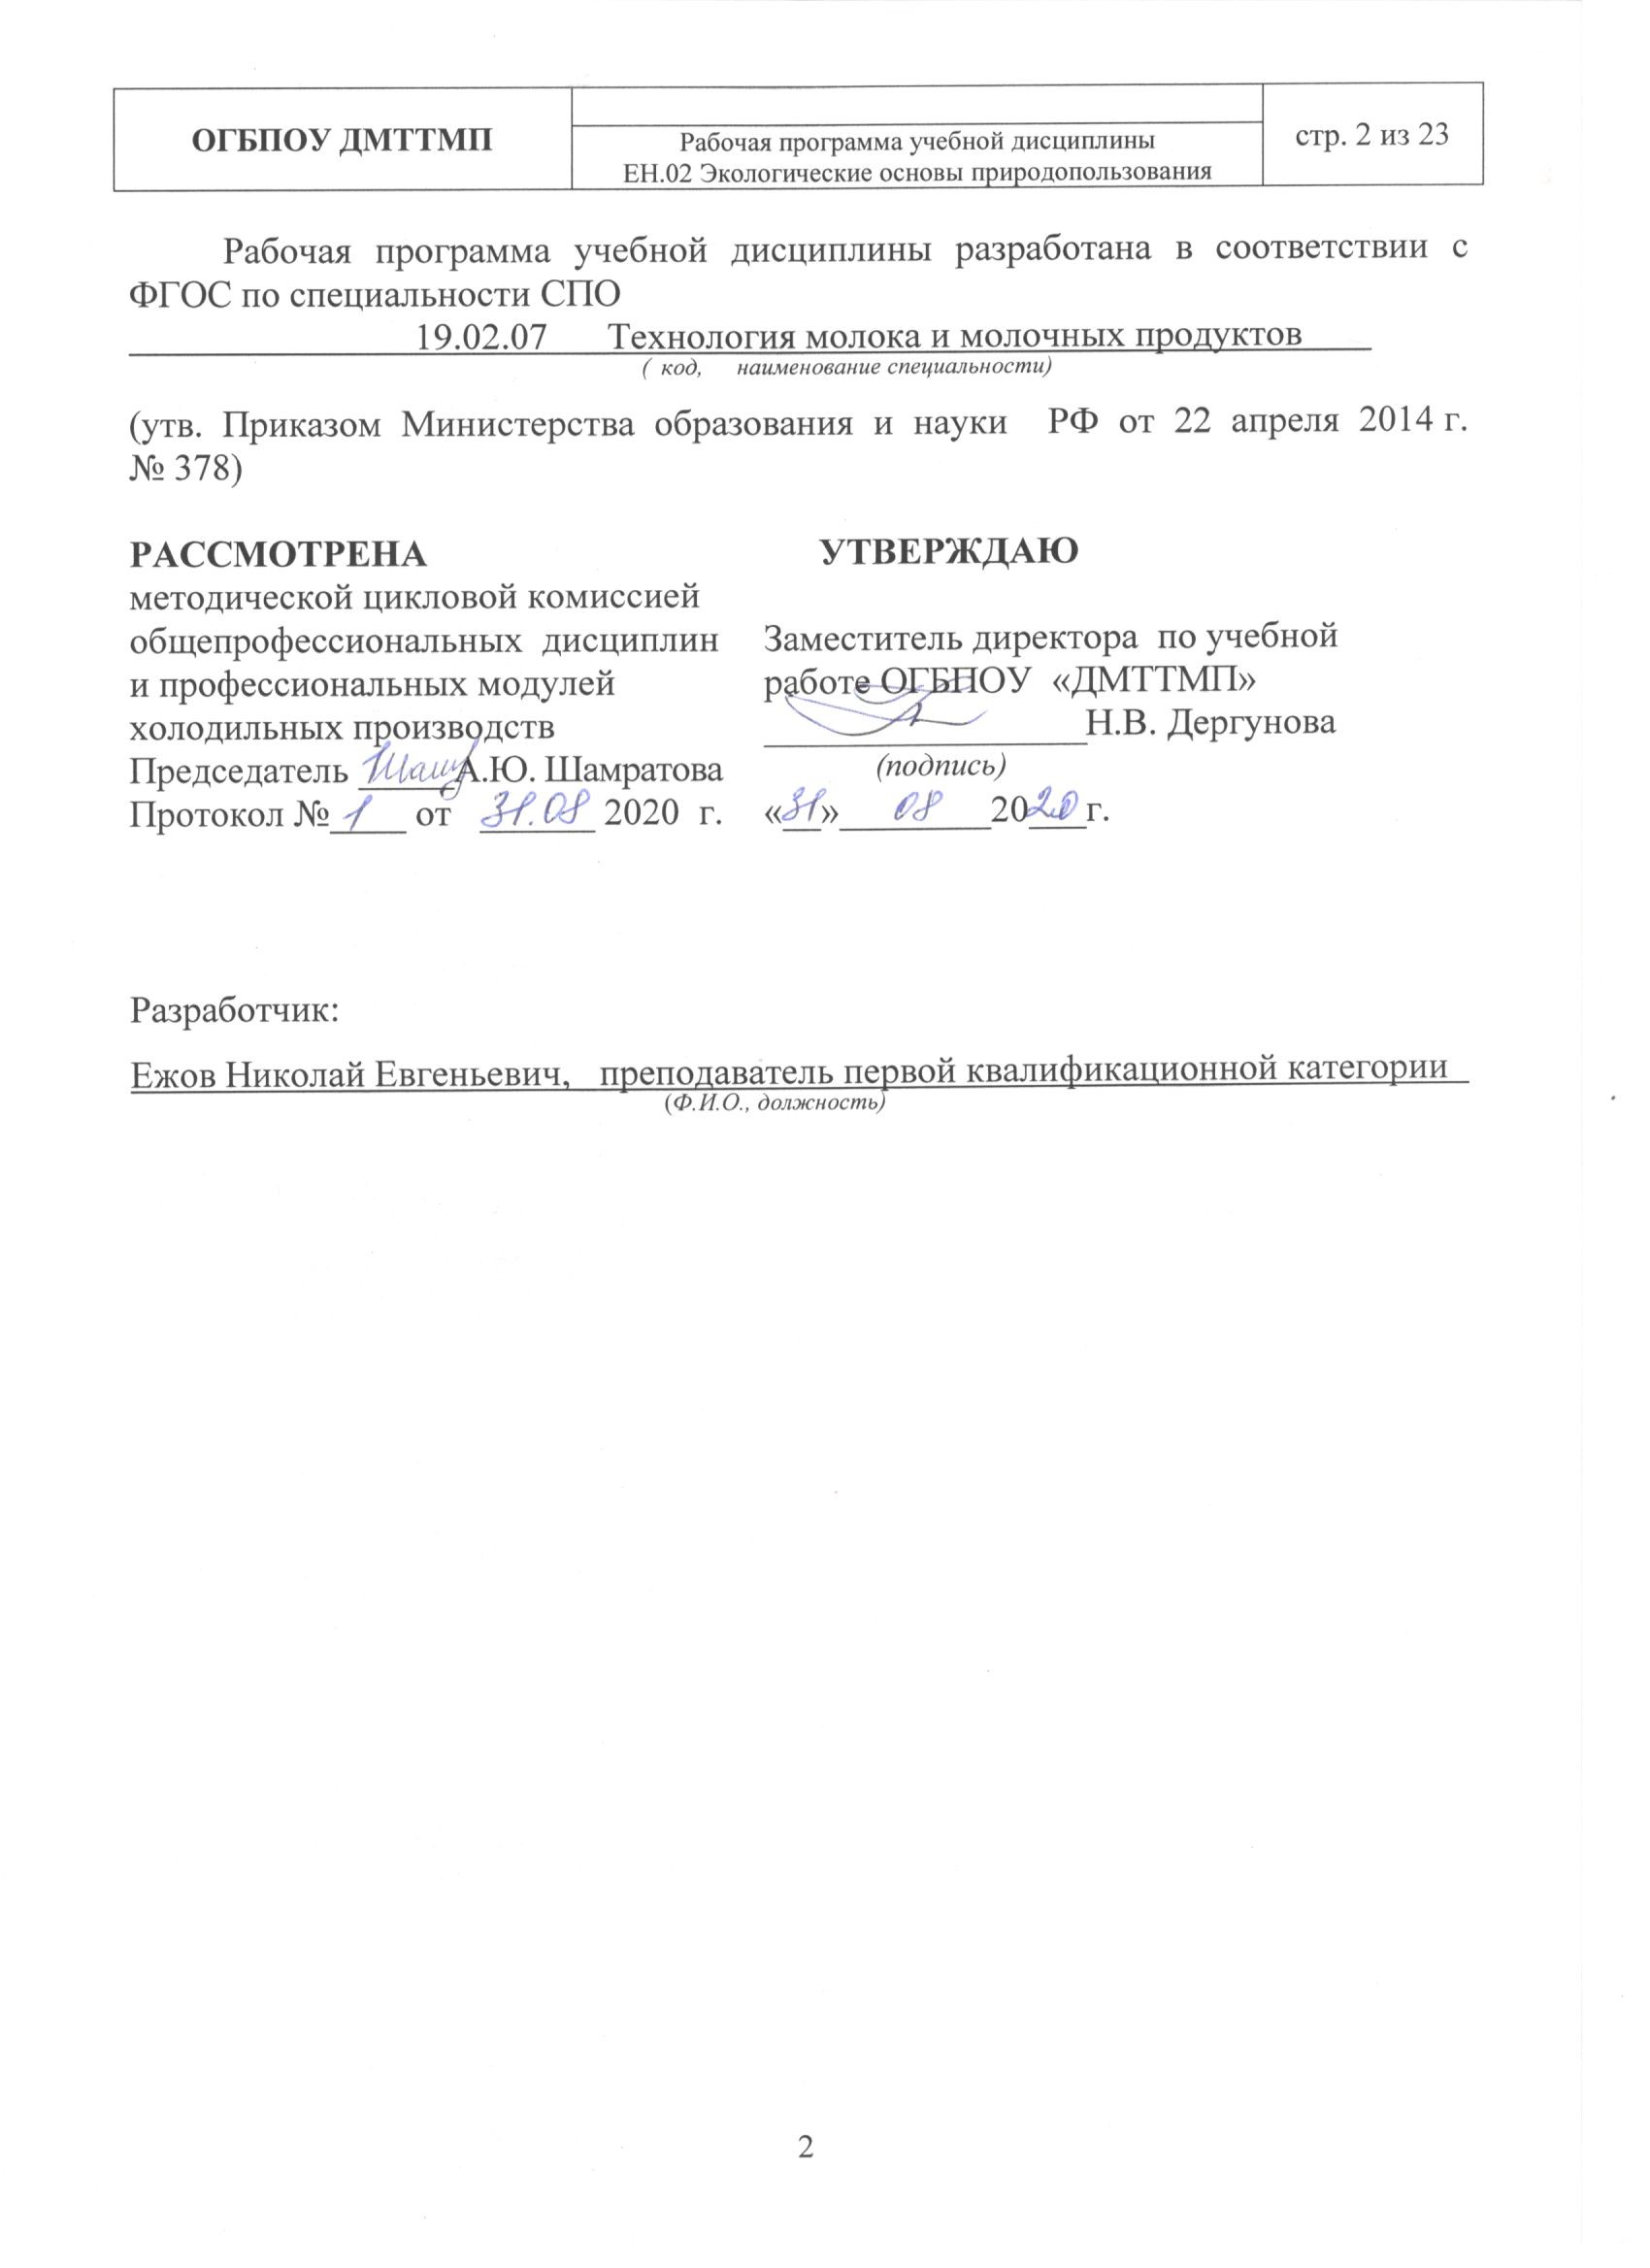 ОГБПОУ ДМТТМП
Рабочая программа учебной дисциплины
ЕН.02 Экологические основы природопользования
стр. 2 из 23
Рабочая программа учебной дисциплины разработана в соответствии с
ФГОС по специальности СПО
19.02.07 Технология молока и молочных продуктов
( код, наименование специальности)
(утв. Приказом Министерства образования и науки РФ от 22 апреля 2014 г.
№ 378)
РАССМОТРЕНА
методической цикловой комиссией
общепрофессиональных дисциплин
и профессиональных модулей
холодильных производств
Председатель А.Ю. Шамратова
Протокол № 1 от 31.08 2020 г.
УТВЕРЖДАЮ
Заместитель директора по учебной
работе ОГБПОУ «ДМТТМП»
Н.В. Дергунова
(подпись)
«31» 08 2020г.
Разработчик:
Ежов Николай Евгеньевич, преподаватель первой квалификационной категории
(Ф.И.О., должность)
2